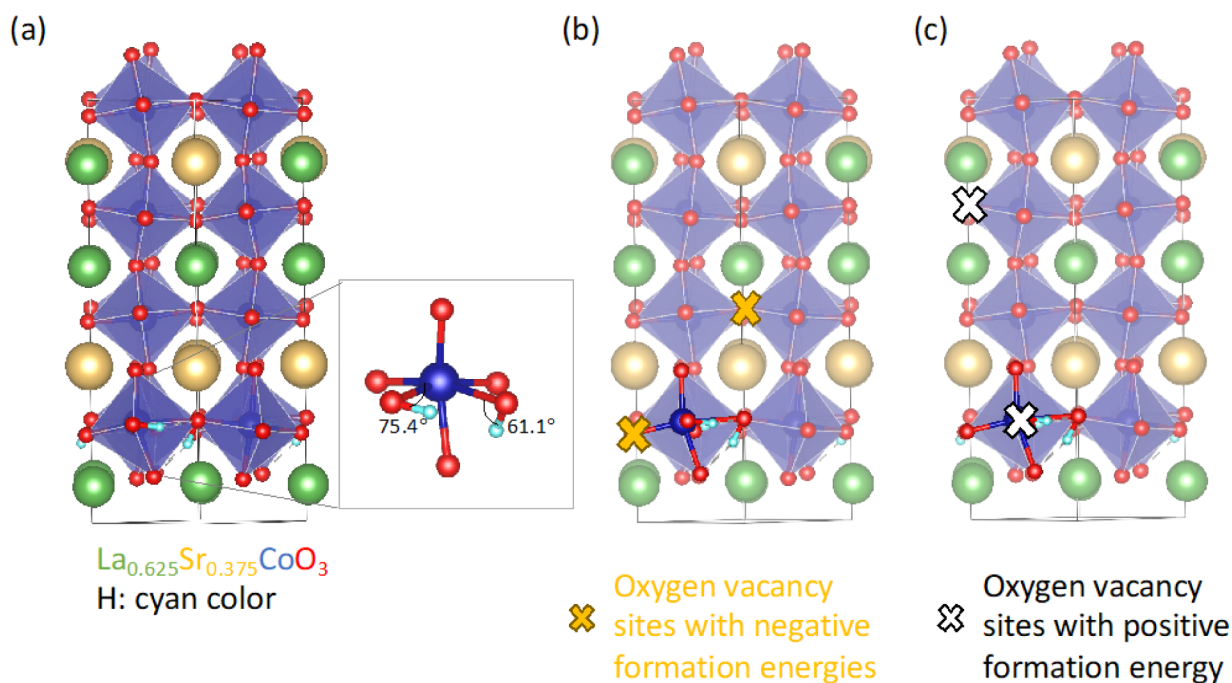 (a)
(b)
(c)
75.4°
61.1°
La0.625Sr0.375CoO3
H: cyan color
Oxygen vacancy
sites with negative
formation energies
Oxygen vacancy
sites with positive
formation energy